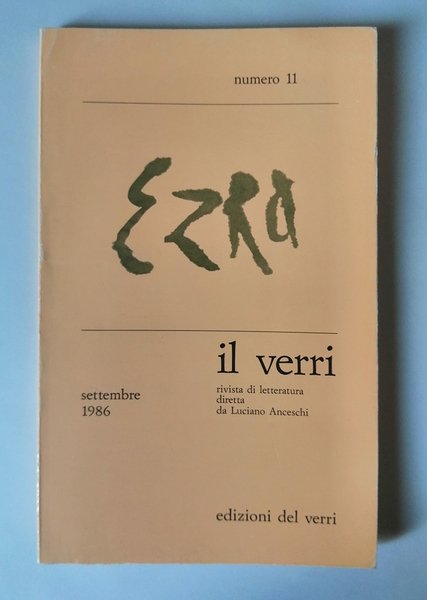 numero 11
EZRa
il verri
rivista di letteratura
diretta
da Luciano Anceschi
settembre
1986
edizioni del verri